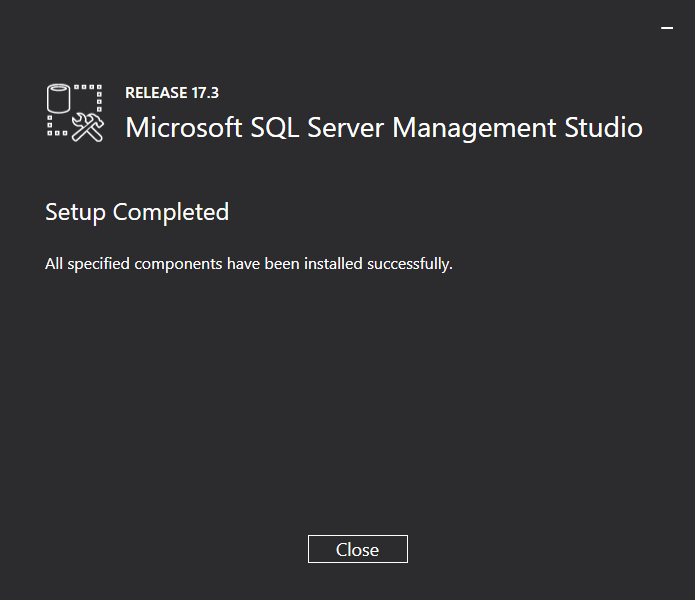 RELEASE 17.3
Microsoft SQL Server Management Studio
Setup Completed
All specified components have been installed successfully.
Close